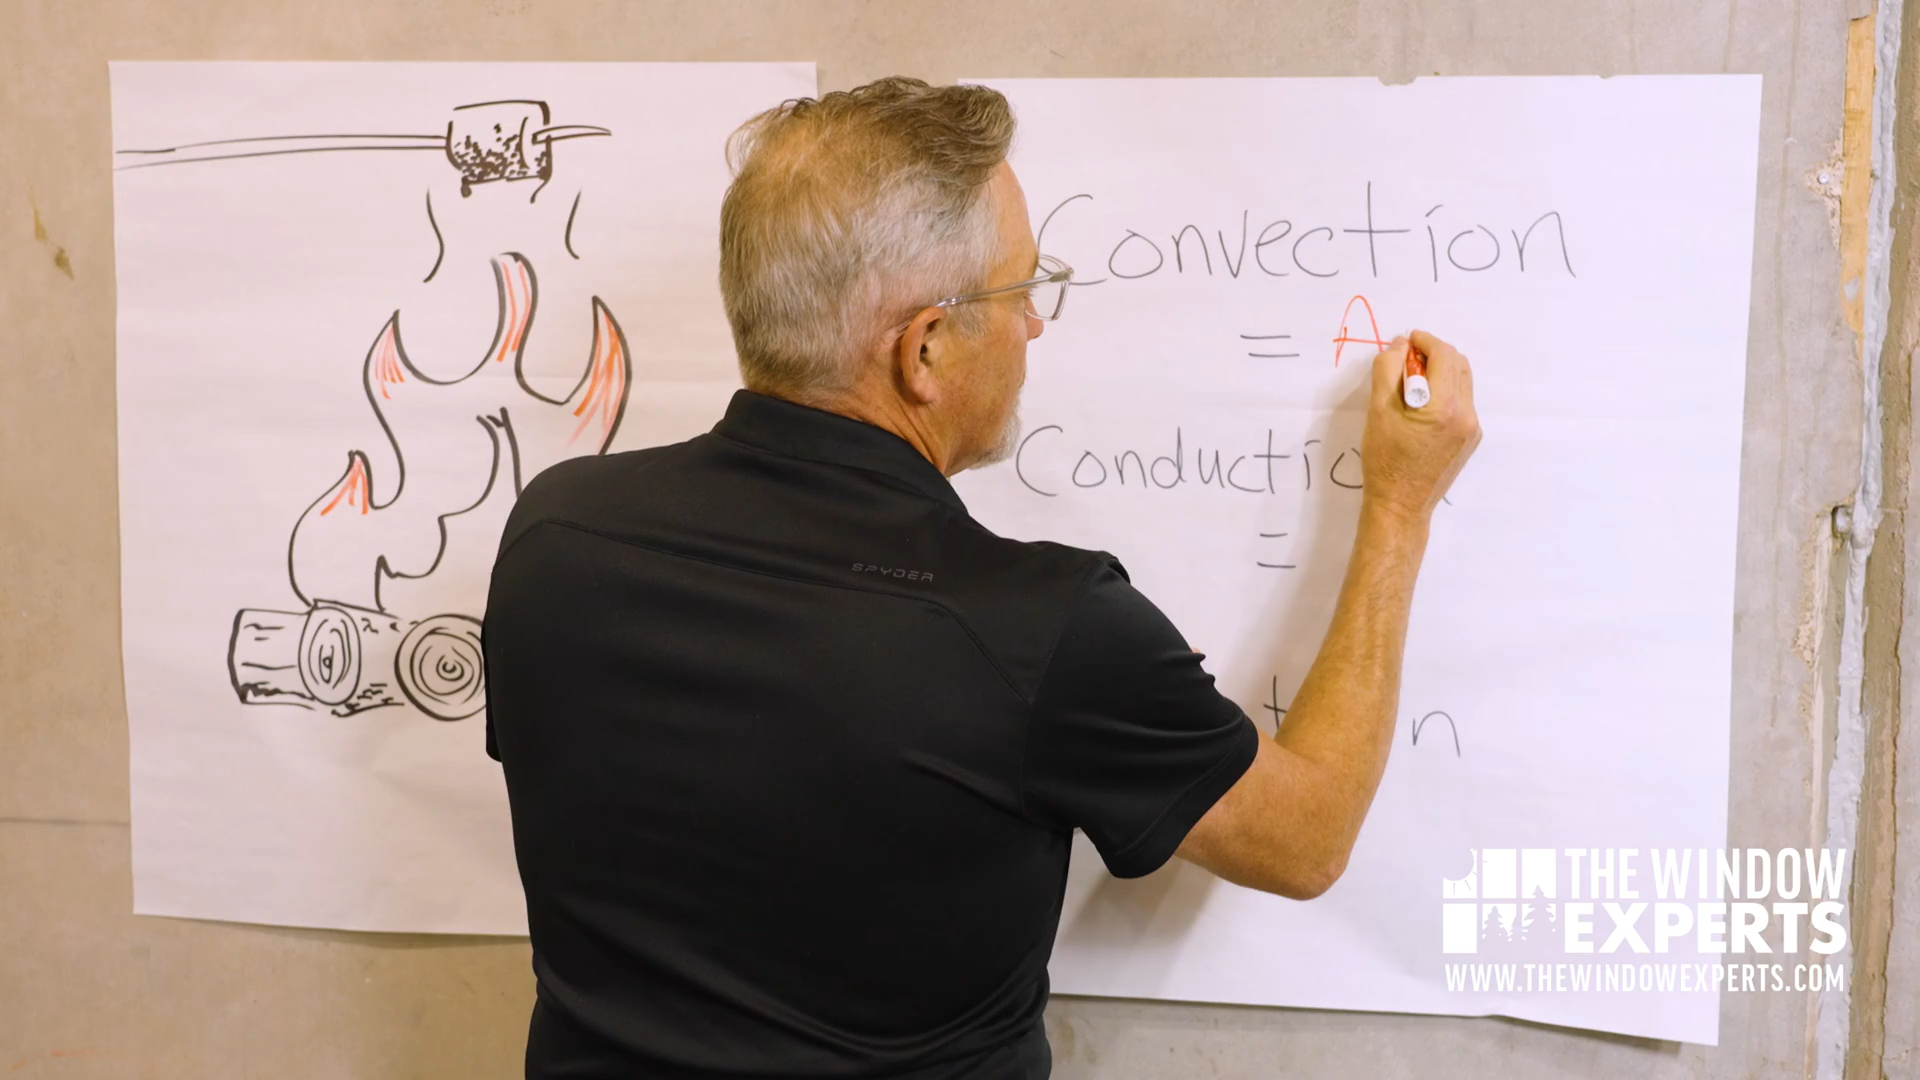 Convection
= A
Conduction
=
SPYDER
THE WINDOW
EXPERTS
WWW.THEWINDOWEXPERTS.COM